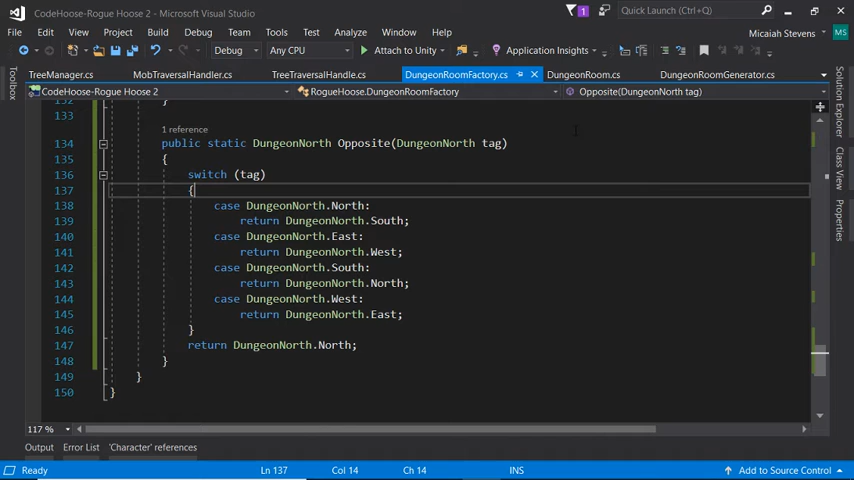 CodeHoose-Rogue Hoose 2 - Microsoft Visual Studio
1
Quick Launch (Ctrl+Q)
File Edit View Project Build Debug Team Tools Test Analyze Window Help
Micaiah Stevens MS
Debug Any CPU Attach to Unity Application Insights
TreeManager.cs MobTraversalHandler.cs TreeTraversalHandle.cs DungeonRoomFactory.cs DungeonRoom.cs DungeonRoomGenerator.cs
CodeHoose-Rogue Hoose 2 RogueHoose.DungeonRoomFactory Opposite(DungeonNorth tag)
Toolbox
132 }
133
1 reference
134 public static DungeonNorth Opposite(DungeonNorth tag)
135 {
136 switch (tag)
137 {
138 case DungeonNorth.North:
139 return DungeonNorth.South;
140 case DungeonNorth.East:
141 return DungeonNorth.West;
142 case DungeonNorth.South:
143 return DungeonNorth.North;
144 case DungeonNorth.West:
145 return DungeonNorth.East;
146 }
147 return DungeonNorth.North;
148 }
149 }
150 }
Solution Explorer
Class View
Properties
117 %
Output Error List 'Character' references
Ready Ln 137 Col 14 Ch 14 INS Add to Source Control